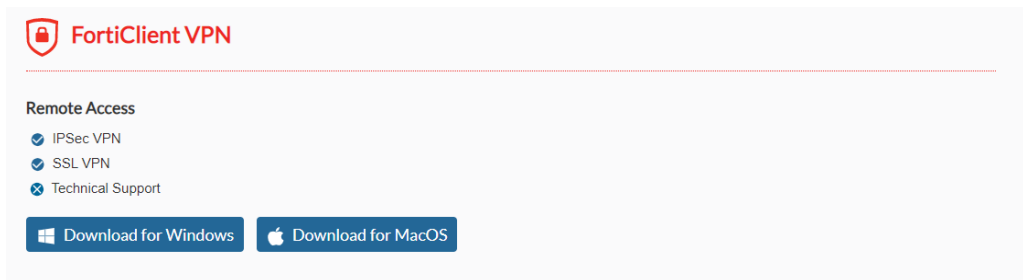 FortiClient VPN
Remote Access
IPSec VPN
SSL VPN
Technical Support
Download for Windows
Download for MacOS